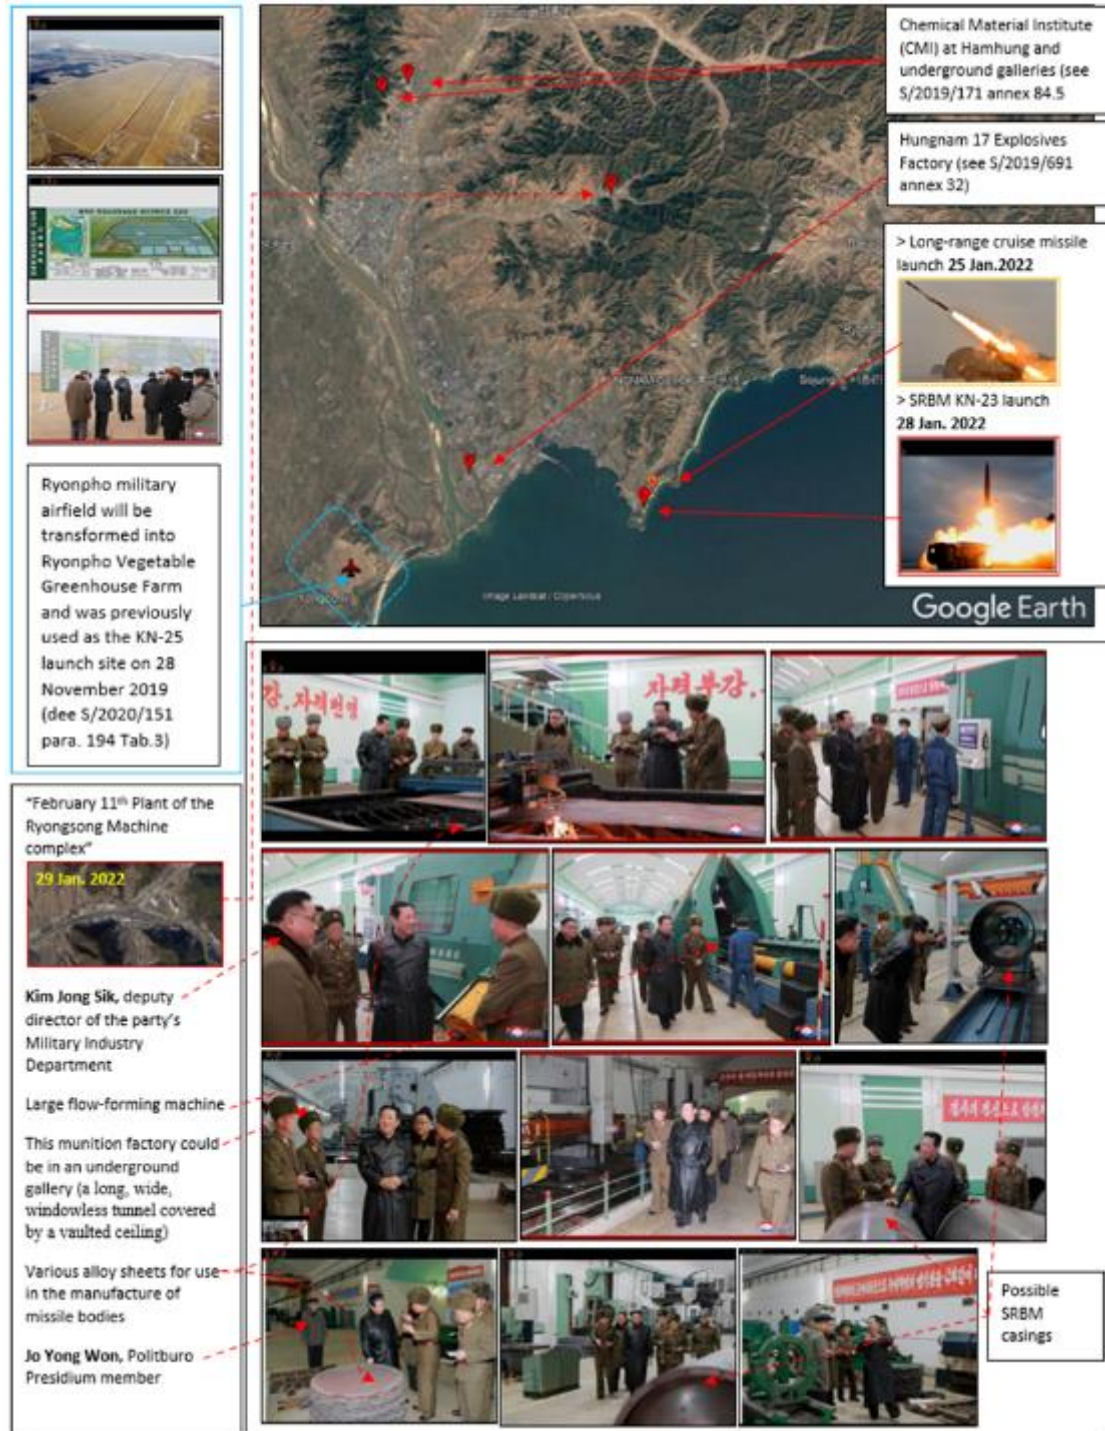 Chemical Material Institute
(CMI) at Hamhung and
underground galleries (see
S/2019/171 annex 84.5
Hungnam 17 Explosives
Factory (see S/2019/691
annex 32)
> Long-range cruise missile
launch 25 Jan.2022
> SRBM KN-23 launch
28 Jan. 2022
Image Landsat / Copernicus
Google Earth
Ryonpho military
airfield will be
transformed into
Ryonpho Vegetable
Greenhouse Farm
and was previously
used as the KN-25
launch site on 28
November 2019
(dee S/2020/151
para. 194 Tab.3)
"February 11th Plant of the
Ryongsong Machine
complex"
29 Jan. 2022
Kim Jong Sik, deputy
director of the party's
Military Industry
Department
Large flow-forming machine
This munition factory could
be in an underground
gallery (a long, wide,
windowless tunnel covered
by a vaulted ceiling)
Various alloy sheets for use
in the manufacture of
missile bodies
Jo Yong Won, Politburo
Presidium member
강, 자력번영
자력부강,
Possible
SRBM
casings